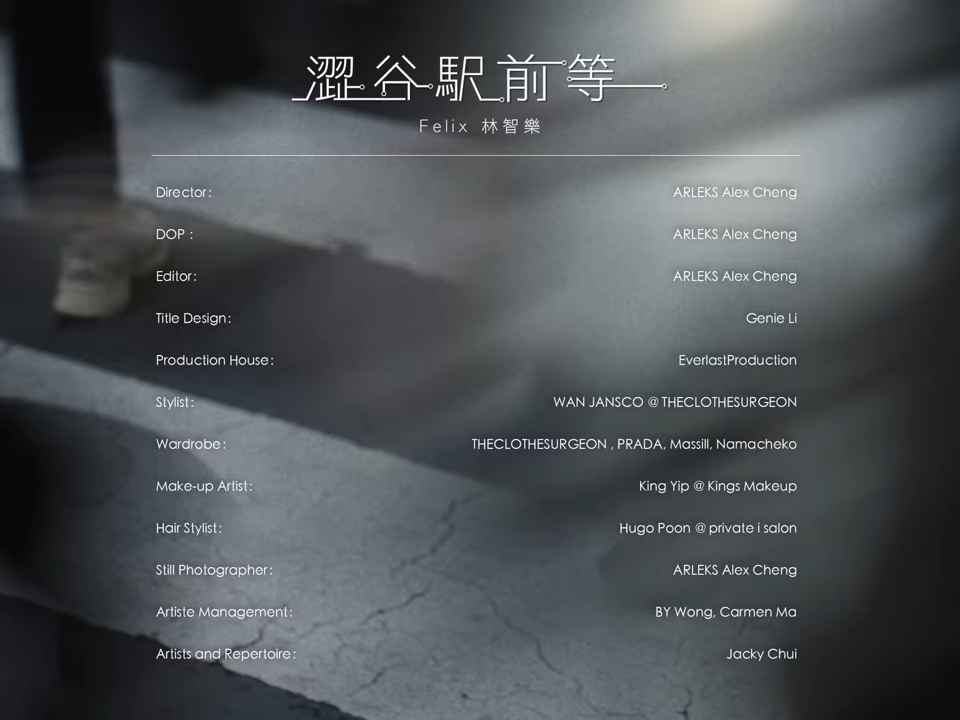 澀谷駅前等
Felix 林智樂
Director: ARLEKS Alex Cheng
DOP : ARLEKS Alex Cheng
Editor: ARLEKS Alex Cheng
Title Design: Genie Li
Production House: EverlastProduction
Stylist: WAN JANSCO @ THECLOTHESURGEON
Wardrobe: THECLOTHESURGEON , PRADA, Massill, Namacheko
Make-up Artist: King Yip @ Kings Makeup
Hair Stylist: Hugo Poon @ private i salon
Still Photographer: ARLEKS Alex Cheng
Artiste Management: BY Wong, Carmen Ma
Artists and Repertoire: Jacky Chui